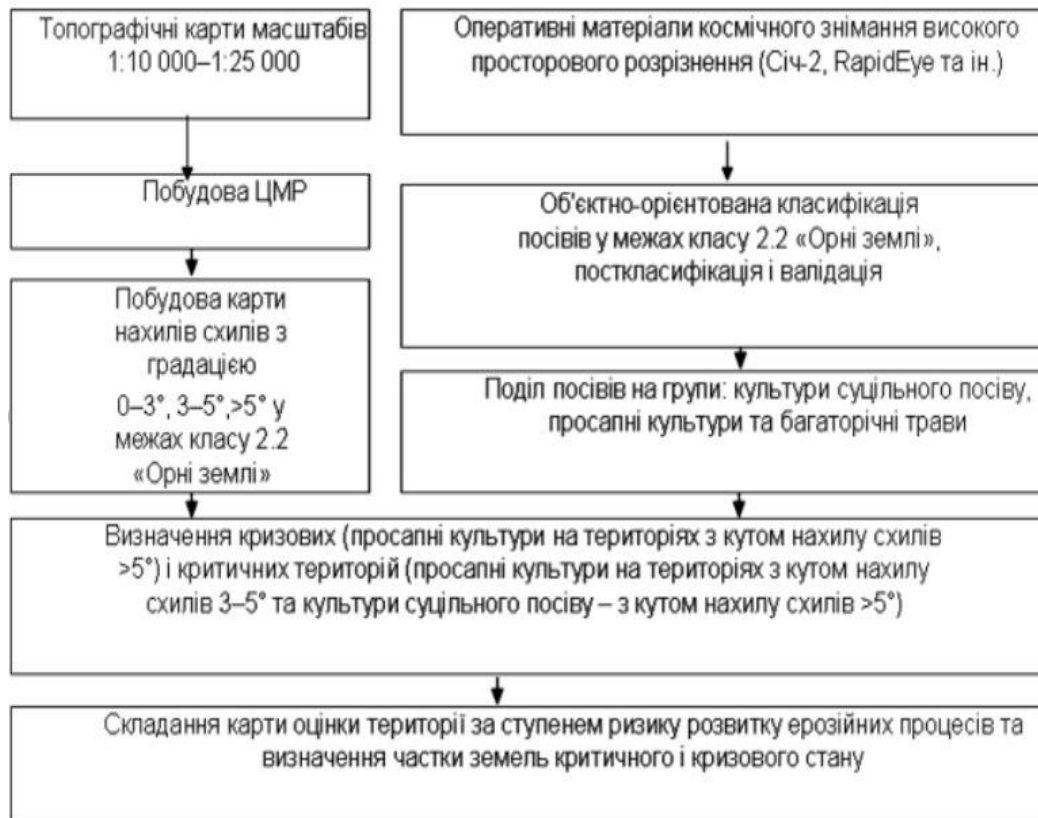 Топографічні карти масштабів
1:10 000–1:25 000
Оперативні матеріали космічного знімання високого
просторового розрізнення (Січ-2, RapidEye та ін.)
Побудова ЦМР
Об'єктно-орієнтована класифікація
посівів у межах класу 2.2 «Орні землі»,
посткласифікація і валідація
Побудова карти
нахилів схилів з
градацією
0–3°, 3–5°,>5° у
межах класу 2.2
«Орні землі»
Поділ посівів на групи: культури суцільного посіву,
просапні культури та багаторічні трави
Визначення кризових (просапні культури на територіях з кутом нахилу схилів
>5°) і критичних територій (просапні культури на територіях з кутом нахилу
схилів 3–5° та культури суцільного посіву – з кутом нахилу схилів >5°)
Складання карти оцінки території за ступенем ризику розвитку ерозійних процесів та
визначення частки земель критичного і кризового стану